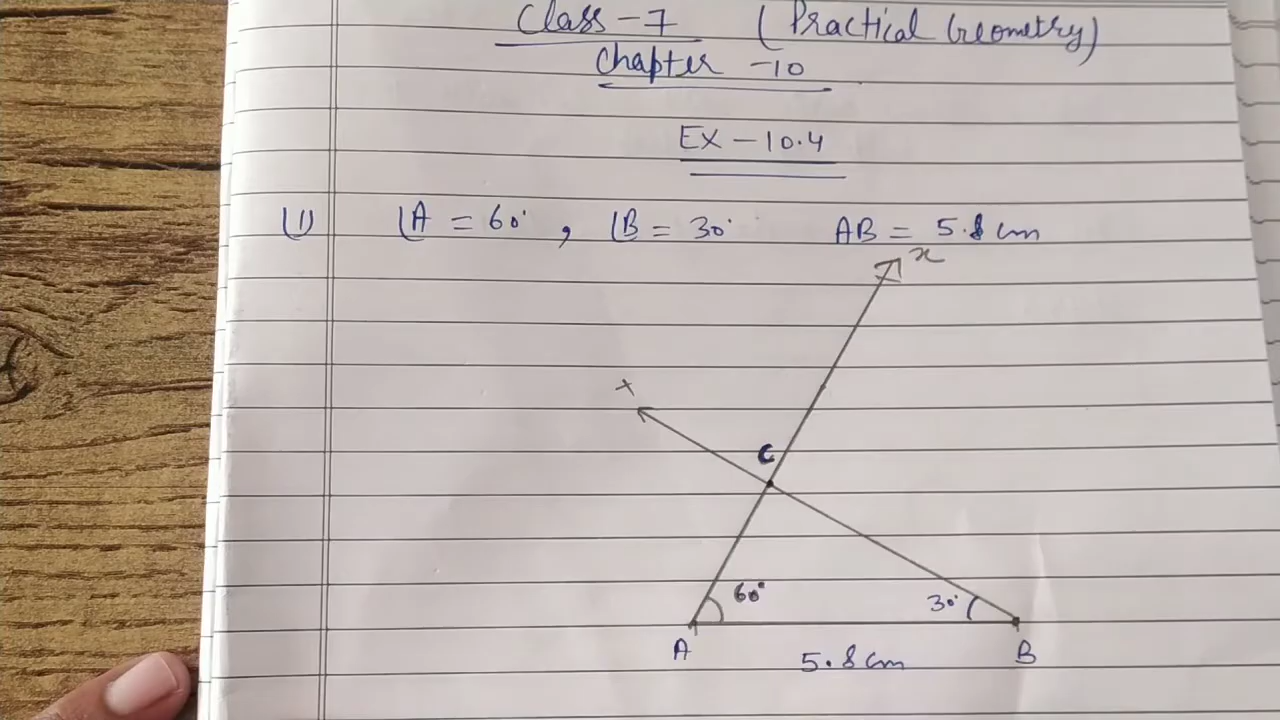 Class-7 (Practical Geometry)
Chapter -10
EX - 10.4
(1) ∠A = 60° , ∠B = 30° AB = 5.8 cm
x
x
C
60° 30°
A 5.8 cm B